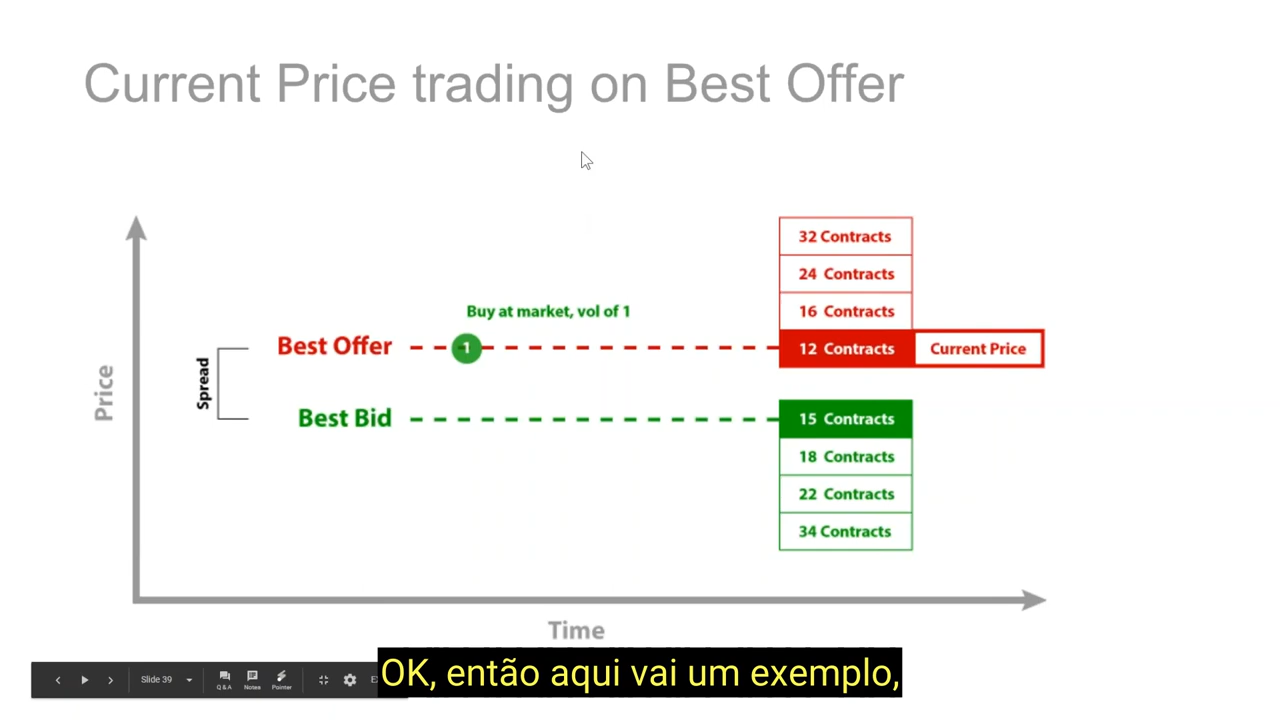 Current Price trading on Best Offer
32 Contracts
24 Contracts
Buy at market, vol of 1
16 Contracts
Best Offer
1
12 Contracts
Current Price
Spread
Price
Best Bid
15 Contracts
18 Contracts
22 Contracts
34 Contracts
Time
Slide 39
Q & A
Notes
Pointer
OK, então aqui vai um exemplo,